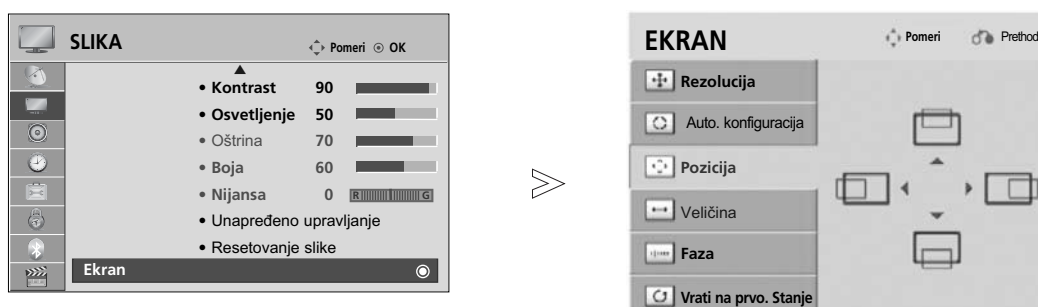 SLIKA
Pomeri OK
• Kontrast 90
• Osvetljenje 50
• Oštrina 70
• Boja 60
• Nijansa 0 R G
• Unapređeno upravljanje
• Resetovanje slike
Ekran
EKRAN
Pomeri Prethod
Rezolucija
Auto. konfiguracija
Pozicija
Veličina
Faza
Vrati na prvo. Stanje